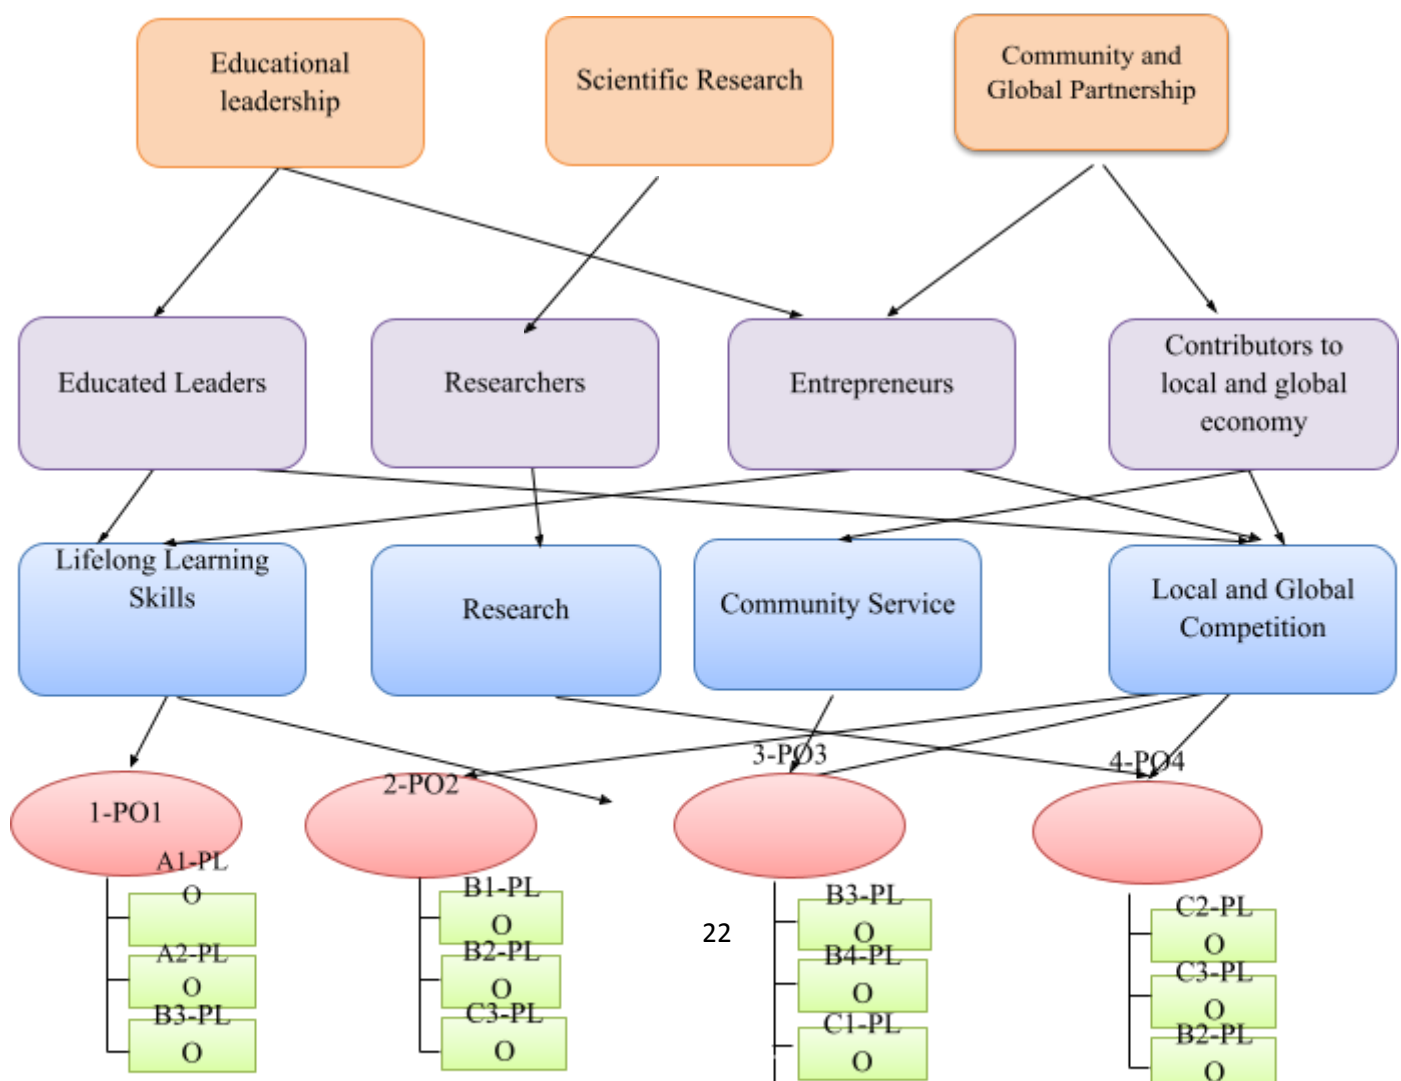 Educational
leadership
Scientific Research
Community and
Global Partnership
Educated Leaders
Researchers
Entrepreneurs
Contributors to
local and global
economy
Lifelong Learning
Skills
Research
Community Service
Local and Global
Competition
1-PO1
2-PO2
3-PO3
4-PO4
A1-PL
O
A2-PL
O
B3-PL
O
B1-PL
O
B2-PL
O
C3-PL
O
22
B3-PL
O
B4-PL
O
C1-PL
O
C2-PL
O
C3-PL
O
B2-PL
O